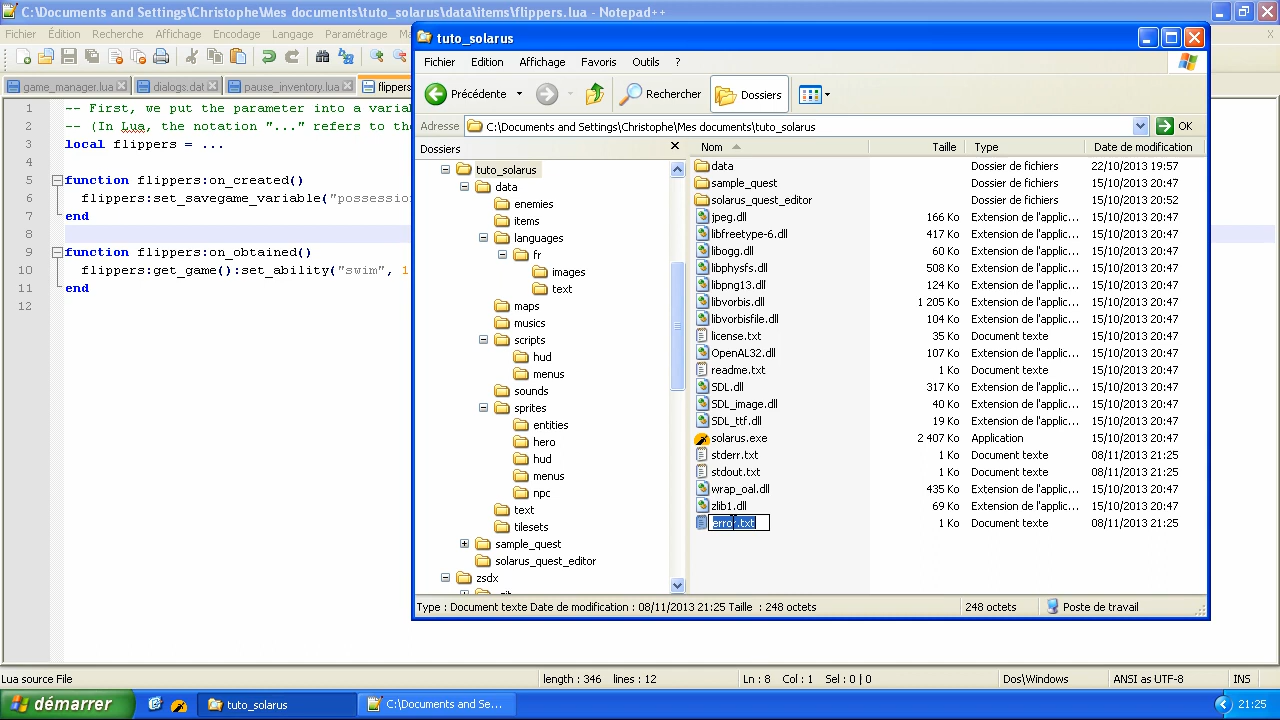 C:\Documents and Settings\Christophe\Mes documents\tuto_solarus\data\items\flippers.lua - Notepad++
Fichier Édition Recherche Affichage Encodage Langage Paramétrage
game_manager.lua dialogs.dat pause_inventory.lua flippers
1 -- First, we put the parameter into a varia
2 -- (In Lua, the notation "..." refers to the
3 local flippers = ...
4
5 function flippers:on_created()
6 flippers:set_savegame_variable("possession
7 end
8
9 function flippers:on_obtained()
10 flippers:get_game():set_ability("swim", 1
11 end
12
tuto_solarus
Fichier Edition Affichage Favoris Outils ?
Précédente Rechercher Dossiers
Adresse C:\Documents and Settings\Christophe\Mes documents\tuto_solarus OK
Dossiers
tuto_solarus
data
enemies
items
languages
fr
images
text
maps
musics
scripts
hud
menus
sounds
sprites
entities
hero
hud
menus
npc
text
tilesets
sample_quest
solarus_quest_editor
zsdx
Nom Taille Type Date de modification
data Dossier de fichiers 22/10/2013 19:57
sample_quest Dossier de fichiers 15/10/2013 20:47
solarus_quest_editor Dossier de fichiers 15/10/2013 20:52
jpeg.dll 166 Ko Extension de l'applic... 15/10/2013 20:47
libfreetype-6.dll 417 Ko Extension de l'applic... 15/10/2013 20:47
libogg.dll 60 Ko Extension de l'applic... 15/10/2013 20:47
libphysfs.dll 508 Ko Extension de l'applic... 15/10/2013 20:47
libpng13.dll 124 Ko Extension de l'applic... 15/10/2013 20:47
libvorbis.dll 1 205 Ko Extension de l'applic... 15/10/2013 20:47
libvorbisfile.dll 104 Ko Extension de l'applic... 15/10/2013 20:47
license.txt 35 Ko Document texte 15/10/2013 20:47
OpenAL32.dll 107 Ko Extension de l'applic... 15/10/2013 20:47
readme.txt 1 Ko Document texte 15/10/2013 20:47
SDL.dll 317 Ko Extension de l'applic... 15/10/2013 20:47
SDL_image.dll 40 Ko Extension de l'applic... 15/10/2013 20:47
SDL_ttf.dll 19 Ko Extension de l'applic... 15/10/2013 20:47
solarus.exe 2 407 Ko Application 15/10/2013 20:47
stderr.txt 1 Ko Document texte 08/11/2013 21:25
stdout.txt 1 Ko Document texte 08/11/2013 21:25
wrap_oal.dll 435 Ko Extension de l'applic... 15/10/2013 20:47
zlib1.dll 69 Ko Extension de l'applic... 15/10/2013 20:47
error.txt 1 Ko Document texte 08/11/2013 21:25
Type : Document texte Date de modification : 08/11/2013 21:25 Taille : 248 octets 248 octets Poste de travail
Lua source File length : 346 lines : 12 Ln : 8 Col : 1 Sel : 0 | 0 Dos\Windows ANSI as UTF-8 INS
démarrer tuto_solarus C:\Documents and Se... 21:25